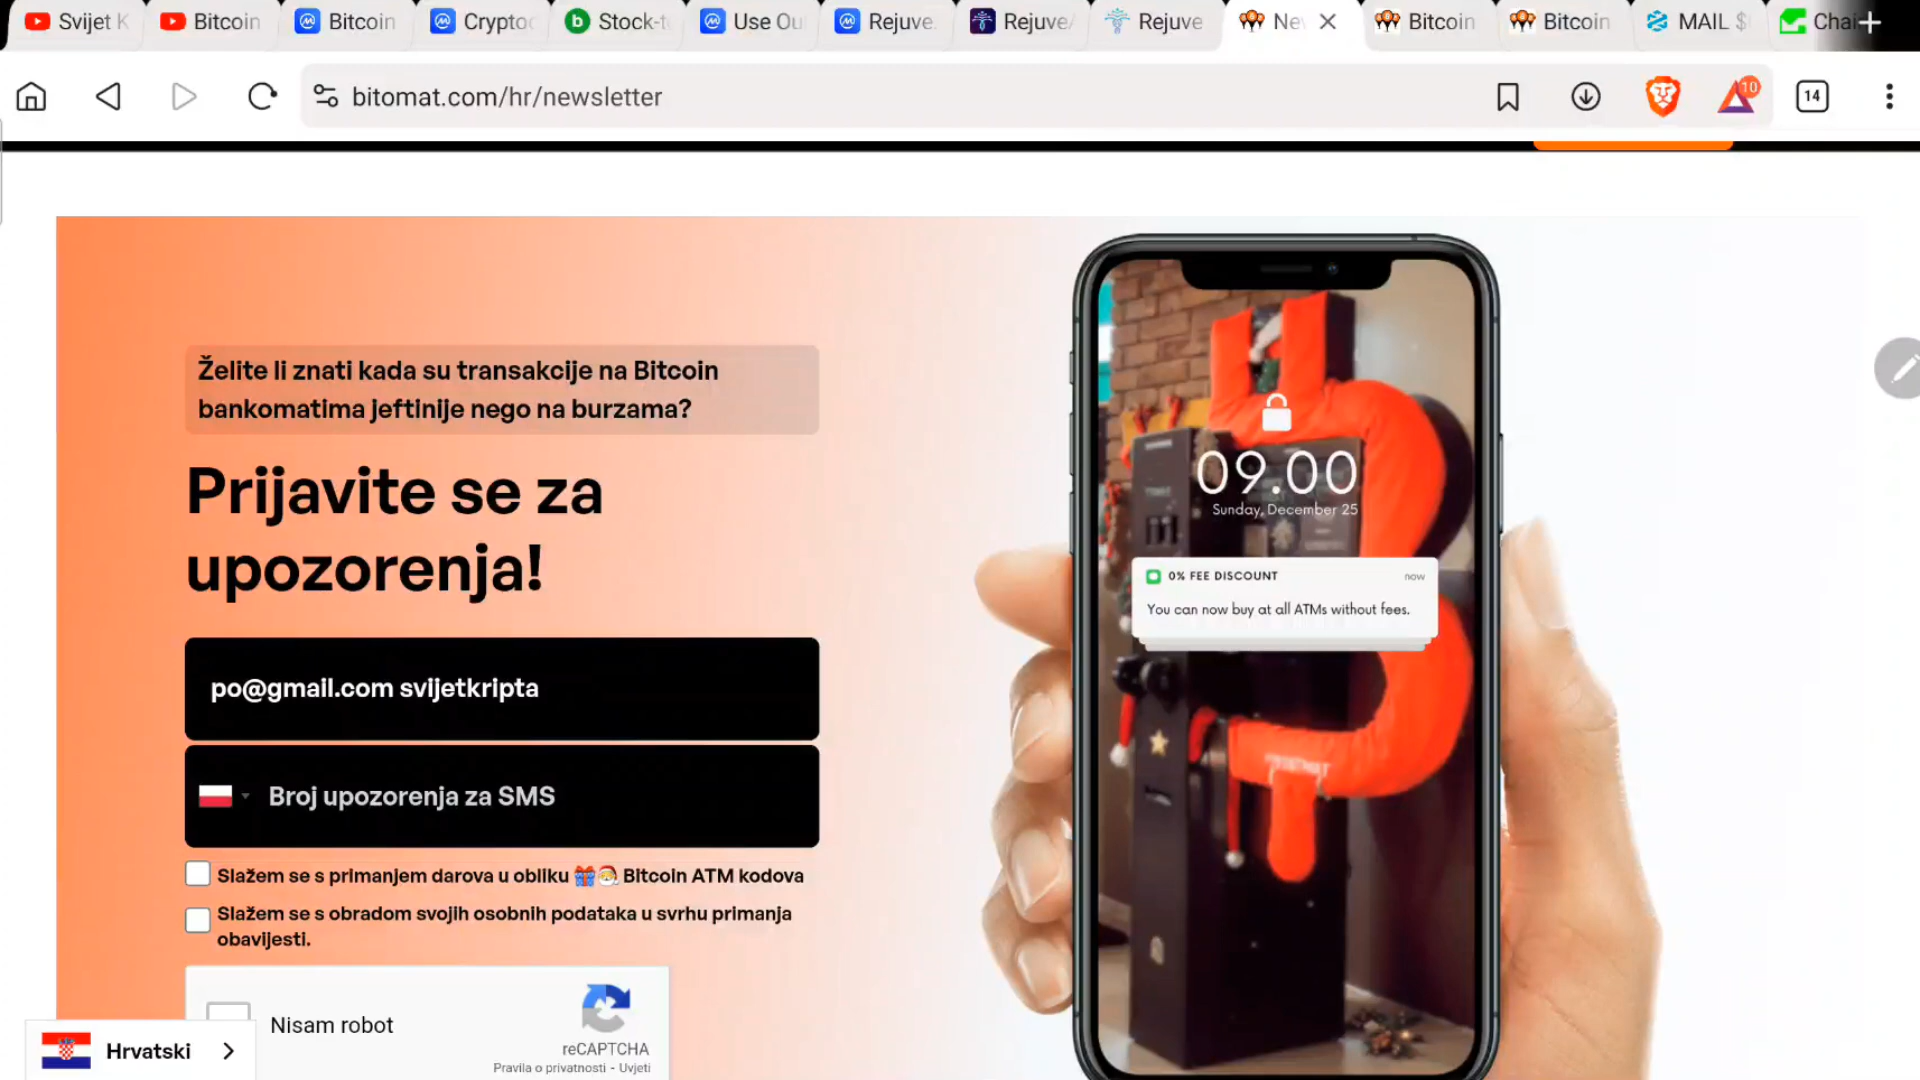 Svijet K
Bitcoin
Bitcoin
Cryptoc
Stock-t
Use Ou
Rejuve.
Rejuve/
Rejuve
Ne
Bitcoin
Bitcoin
MAIL $
Chai
bitomat.com/hr/newsletter
10
14
Želite li znati kada su transakcije na Bitcoin
bankomatima jeftinije nego na burzama?
Prijavite se za
upozorenja!
po@gmail.com svijetkripta
Broj upozorenja za SMS
Slažem se s primanjem darova u obliku 🎁🎅 Bitcoin ATM kodova
Slažem se s obradom svojih osobnih podataka u svrhu primanja
obavijesti.
Nisam robot
reCAPTCHA
Pravila o privatnosti - Uvjeti
Hrvatski
09.00
Sunday, December 25
0% FEE DISCOUNT
now
You can now buy at all ATMs without fees.